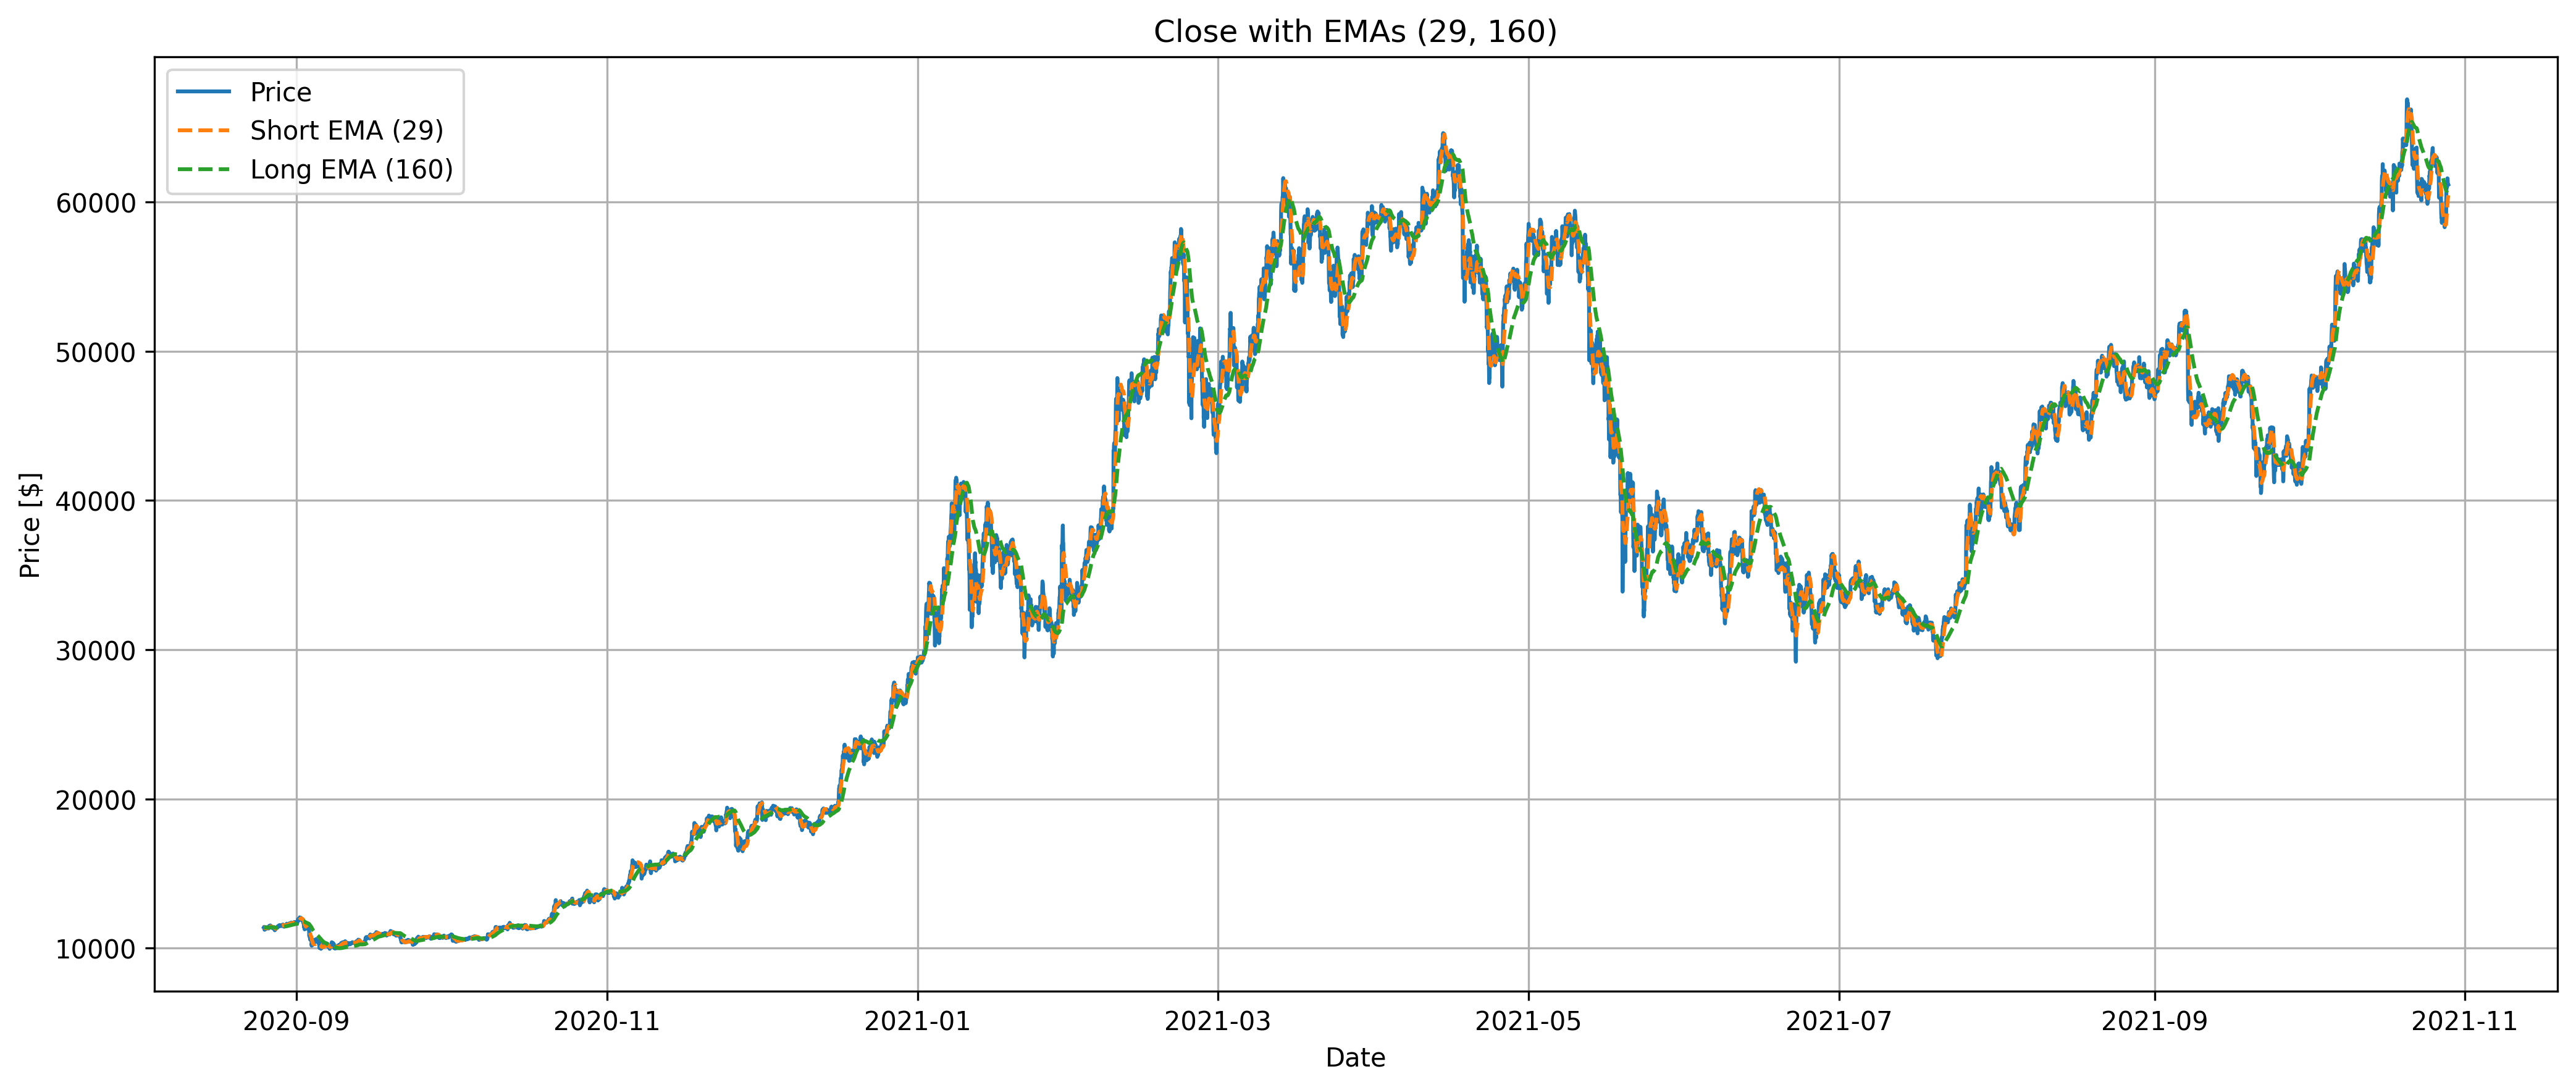 Close with EMAs (29, 160)
Price
Short EMA (29)
Long EMA (160)
Price [$]
60000
50000
40000
30000
20000
10000
2020-09
2020-11
2021-01
2021-03
2021-05
2021-07
2021-09
2021-11
Date